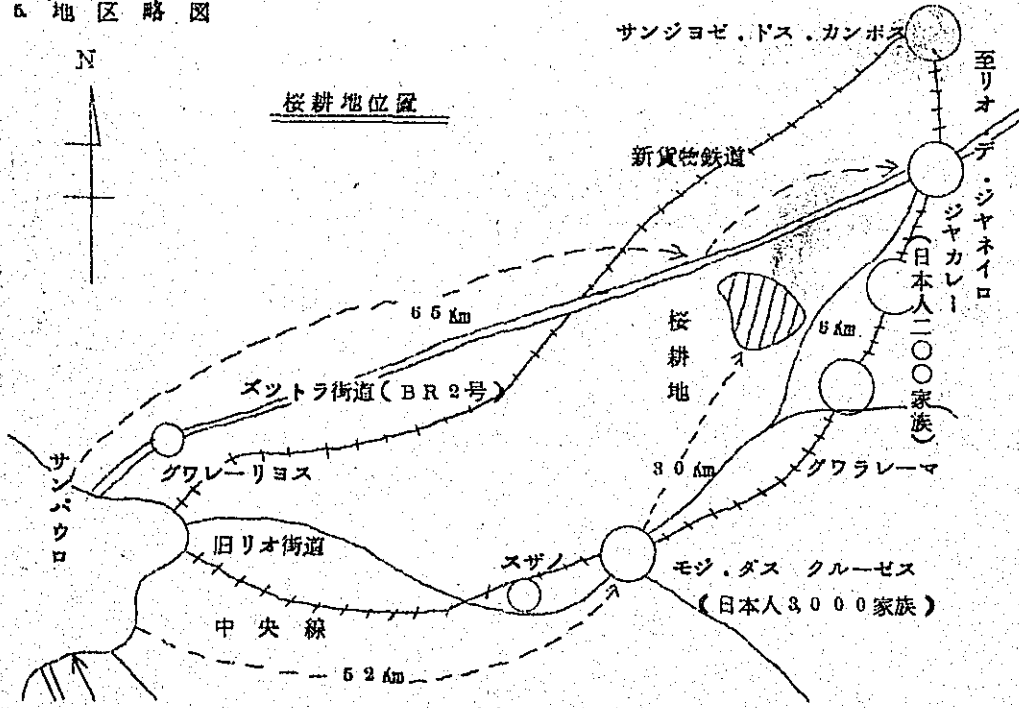 5. 地区略図
N
桜耕地位置
サンジヨゼ.ドス.カンポス
至リオ・デ・ジャネイロ
新貨物鉄道
ジヤカレー
(日本人二〇〇家族)
65Km
桜耕地
6Km
ズットラ街道(BR2号)
サンパウロ
グワレーリヨス
30Km
グワラレーマ
旧リオ街道
スザノ
モジ.ダス クルーゼス
(日本人3,000家族)
中央線
52Km